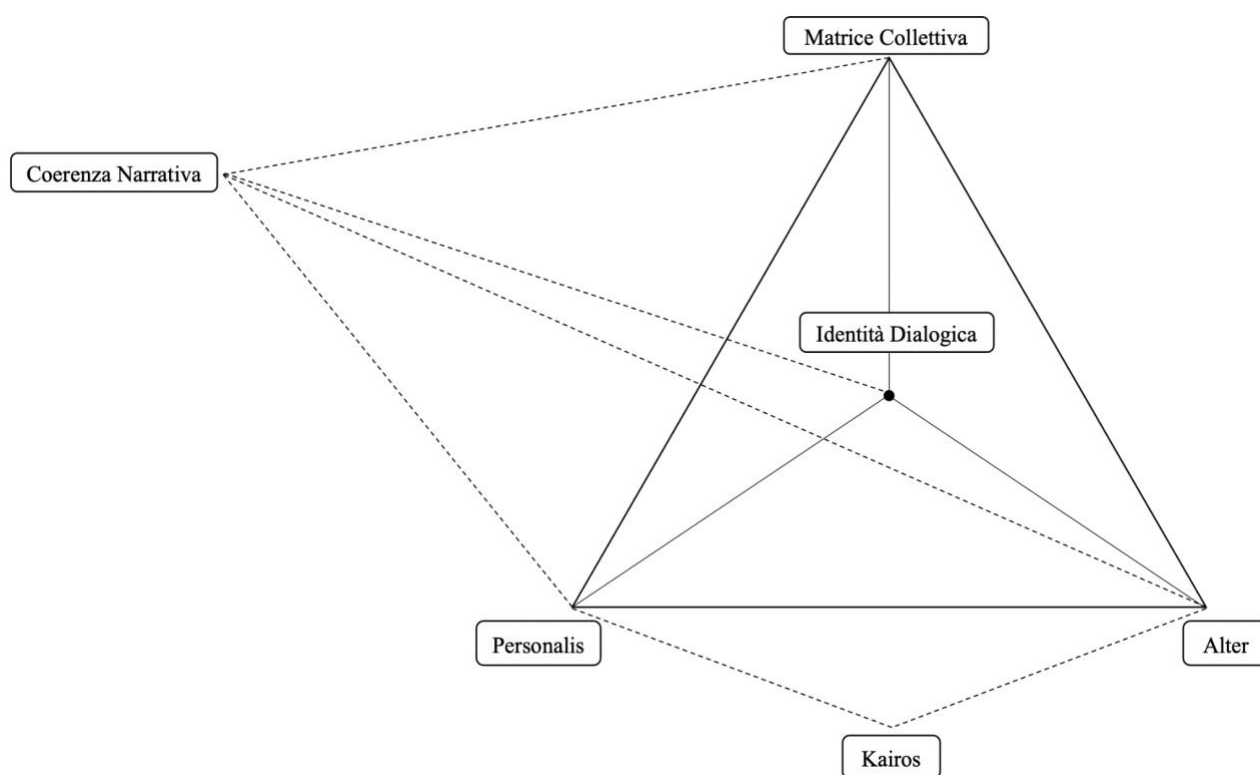 Matrice Collettiva
Coerenza Narrativa
Identità Dialogica
Personalis
Alter
Kairos